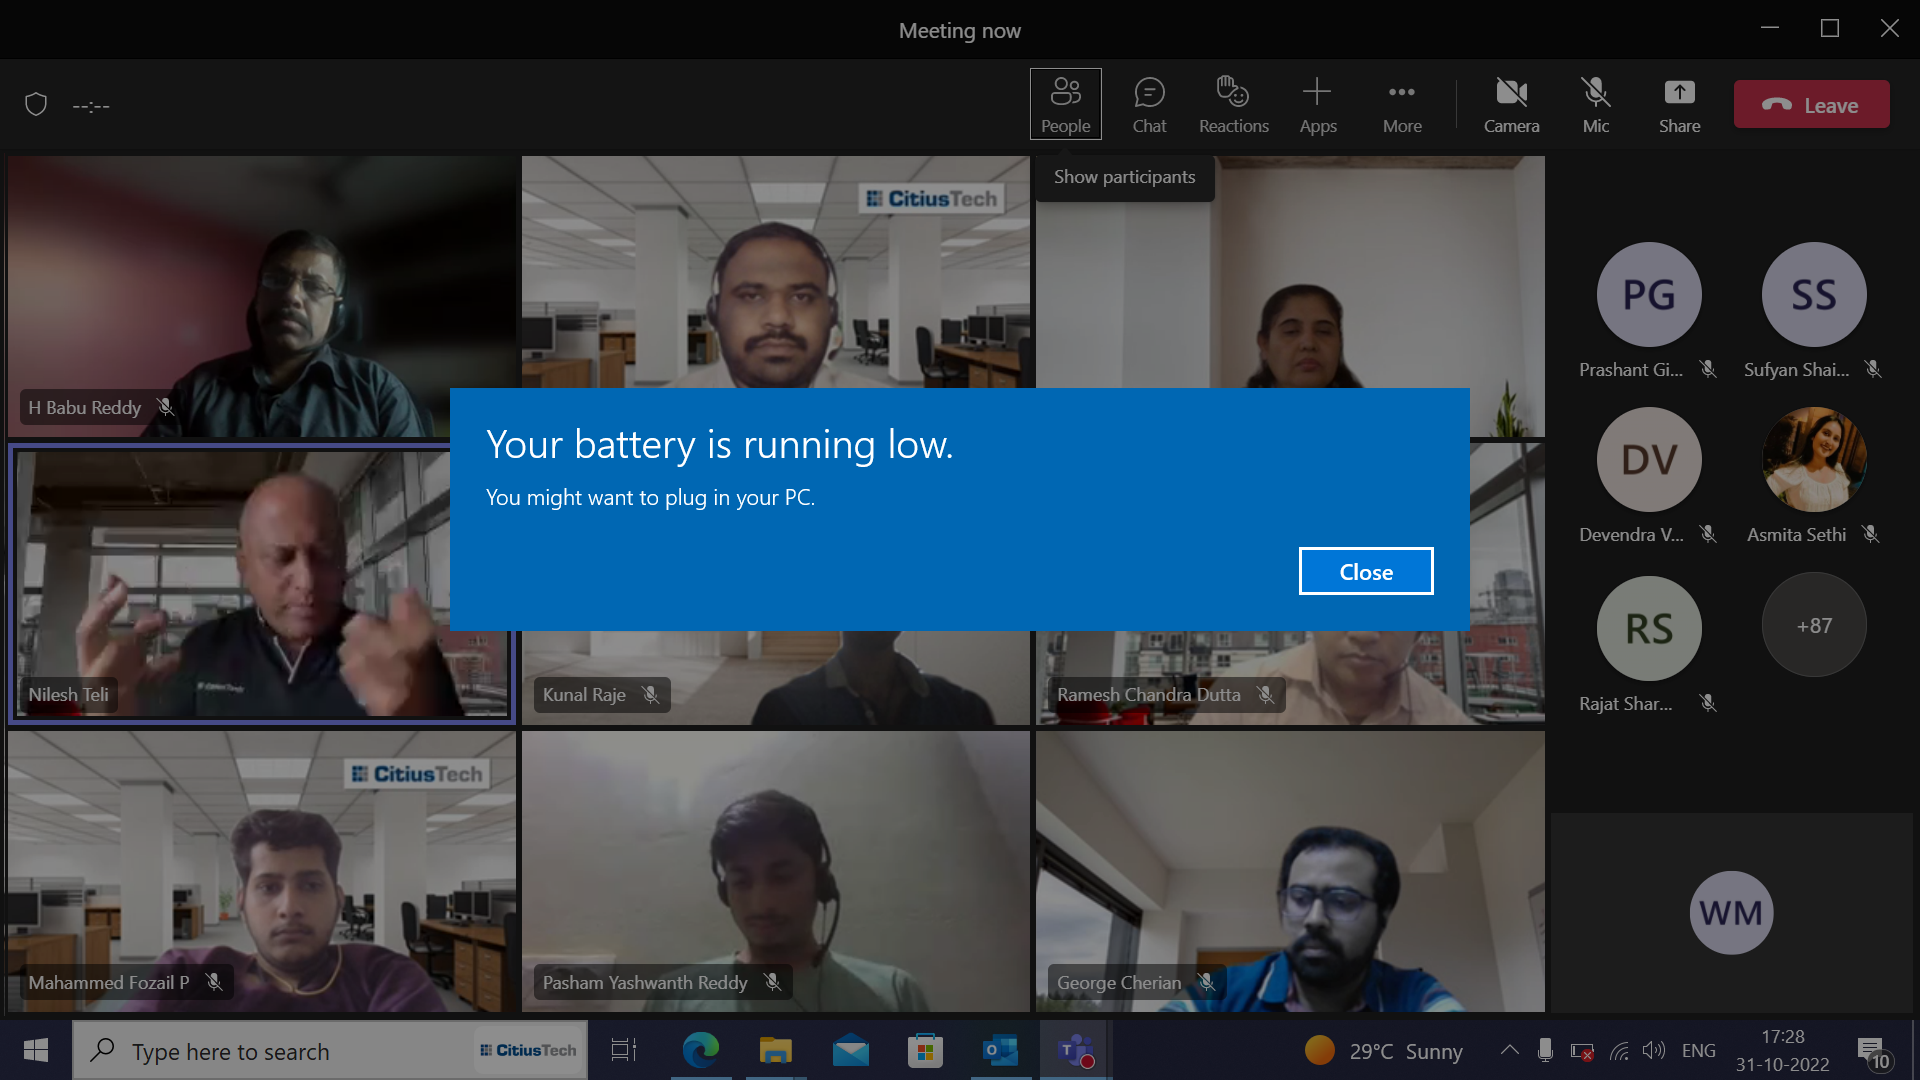 Meeting now
--:--
People
Chat
Reactions
Apps
More
Camera
Mic
Share
Leave
Show participants
CitiusTech
H Babu Reddy
PG
SS
Prashant Gi...
Sufyan Shai...
Your battery is running low.
You might want to plug in your PC.
Close
DV
Devendra V...
Asmita Sethi
RS
+87
Rajat Shar...
Nilesh Teli
Kunal Raje
Ramesh Chandra Dutta
CitiusTech
Mahammed Fozail P
Pasham Yashwanth Reddy
George Cherian
WM
Type here to search
CitiusTech
29°C Sunny
ENG
17:28
31-10-2022
10